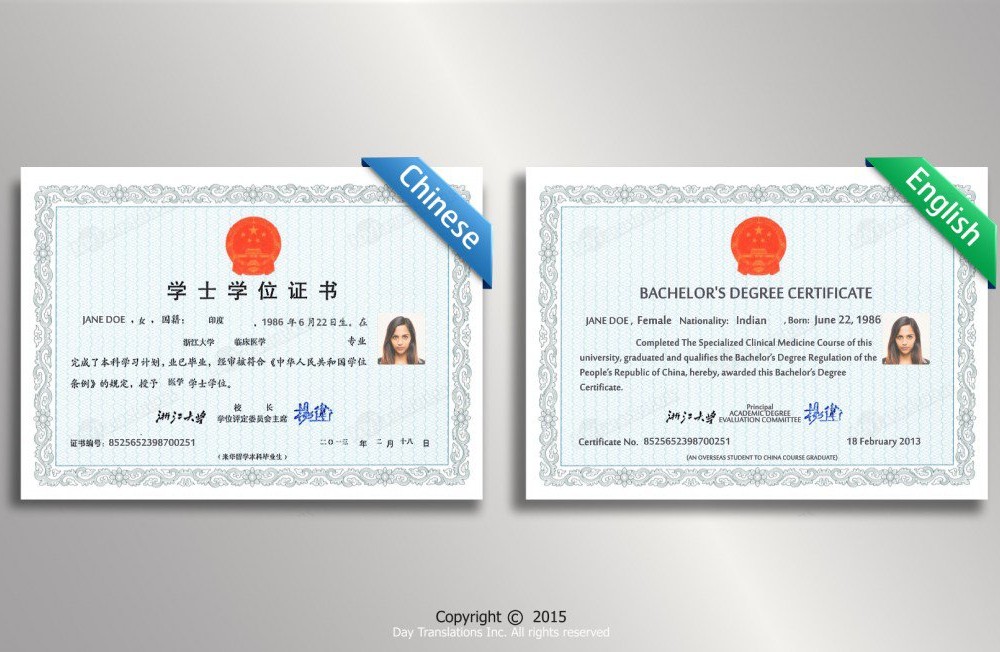 Chinese
学士学位证书
JANE DOE ，女， 国籍： 印度 ，1986 年 6 月 22 日生。在
浙江大学 临床医学 专业
完成了本科学习计划，业已毕业，经审核符合《中华人民共和国学位
条例》的规定，授予 医学 学士学位。
浙江大学
校 长
学位评定委员会主席
证书编号：8525652398700251
二〇一三 年 二 月 十八 日
（来华留学本科毕业生）
English
BACHELOR'S DEGREE CERTIFICATE
JANE DOE , Female Nationality: Indian , Born: June 22, 1986
Completed The Specialized Clinical Medicine Course of this
university, graduated and qualifies the Bachelor's Degree Regulation of the
People's Republic of China, hereby, awarded this Bachelor's Degree
Certificate.
浙江大学
Principal
ACADEMIC DEGREE
EVALUATION COMMITTEE
Certificate No. 8525652398700251
18 February 2013
(AN OVERSEAS STUDENT TO CHINA COURSE GRADUATE)
Copyright © 2015
Day Translations Inc. All rights reserved